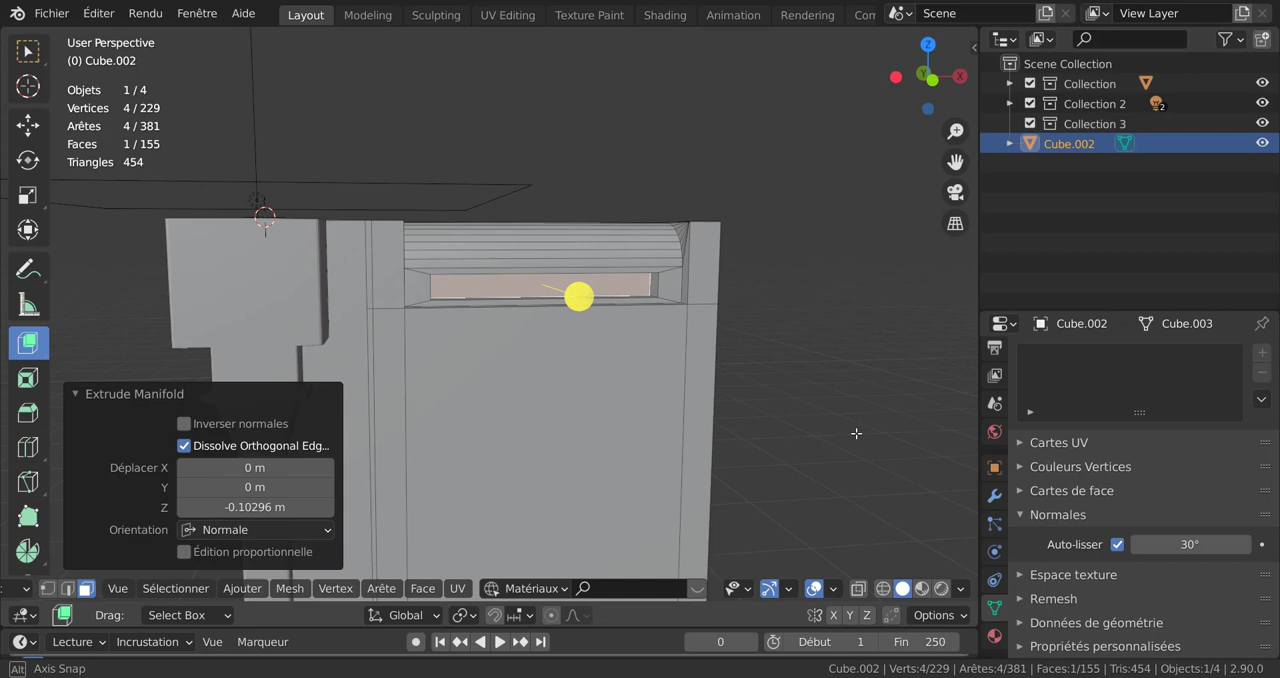 Fichier Éditer Rendu Fenêtre Aide Layout Modeling Sculpting UV Editing Texture Paint Shading Animation Rendering Com Scene View Layer
User Perspective
(0) Cube.002
Objets 1 / 4
Vertices 4 / 229
Arêtes 4 / 381
Faces 1 / 155
Triangles 454
Z
X
Y
Scene Collection
Collection
Collection 2 2
Collection 3
Cube.002
Cube.002 Cube.003
Cartes UV
Couleurs Vertices
Cartes de face
Normales
Auto-lisser 30°
Espace texture
Remesh
Données de géométrie
Propriétés personnalisées
Extrude Manifold
Inverser normales
Dissolve Orthogonal Edg...
Déplacer X 0 m
Y 0 m
Z -0.10296 m
Orientation Normale
Édition proportionnelle
Vue Sélectionner Ajouter Mesh Vertex Arête Face UV Matériaux
Drag: Select Box Global X Y Z Options
Lecture Incrustation Vue Marqueur 0 Début 1 Fin 250
Alt Axis Snap Cube.002 | Verts:4/229 | Arêtes:4/381 | Faces:1/155 | Tris:454 | Objects:1/4 | 2.90.0